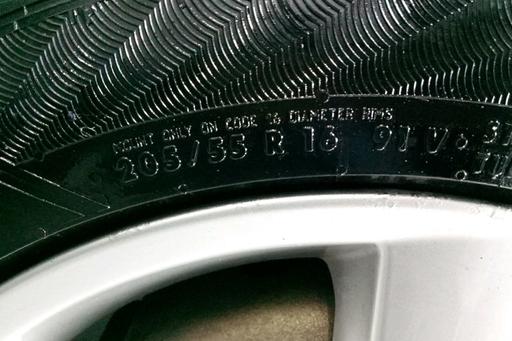 MOUNT ONLY ON CODE 16 DIAMETER RIMS
205/55 R 16 91 V